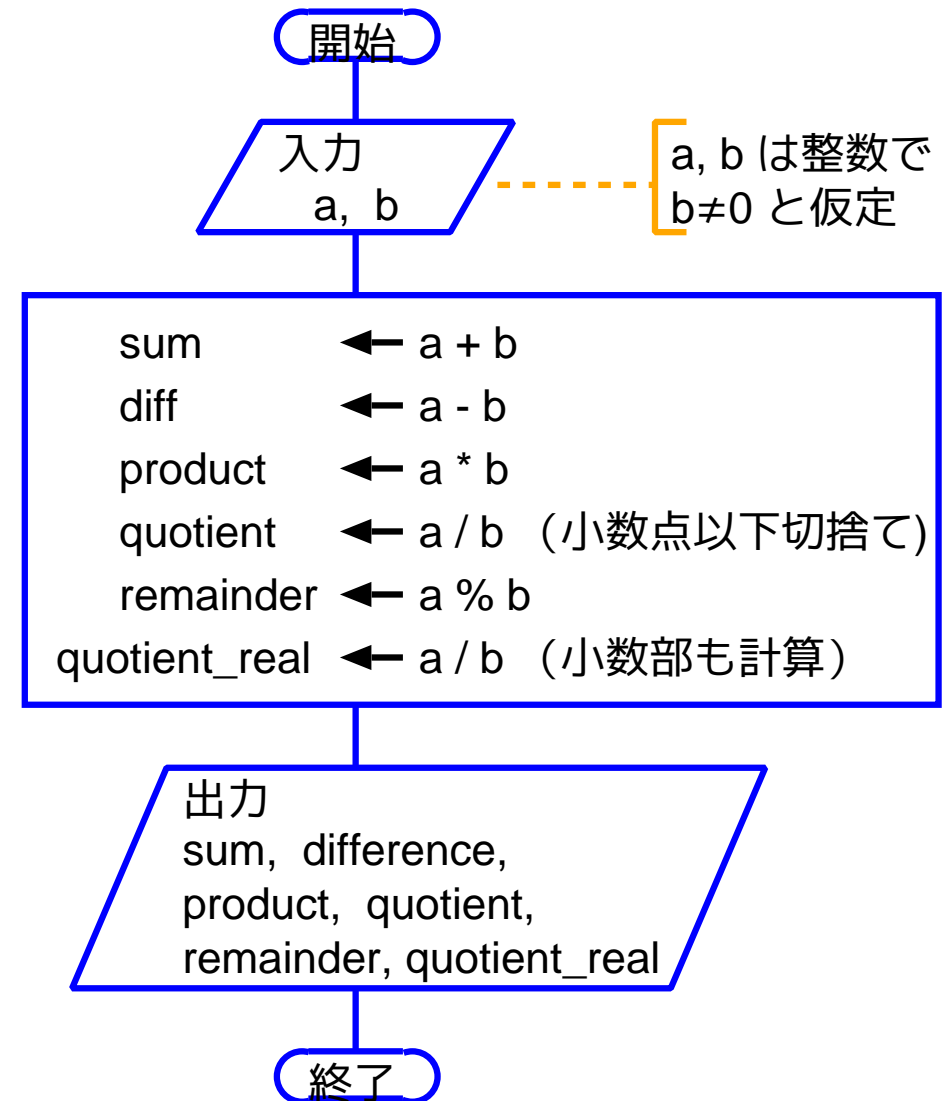 開始
入力
a, b
a, b は整数で
b≠0 と仮定
sum ← a + b
diff ← a - b
product ← a * b
quotient ← a / b （小数点以下切捨て)
remainder ← a % b
quotient_real ← a / b （小数部も計算）
出力
sum, difference,
product, quotient,
remainder, quotient_real
終了